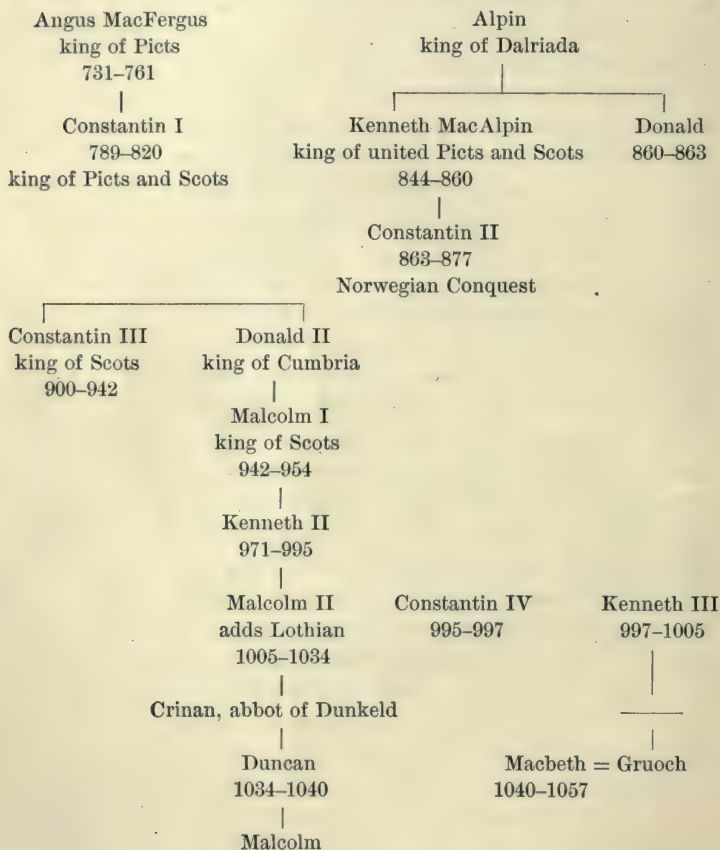 Angus MacFergus
king of Picts
731–761
Alpin
king of Dalriada
Constantin I
789–820
king of Picts and Scots
Kenneth MacAlpin
king of united Picts and Scots
844–860
Donald
860–863
Constantin II
863–877
Norwegian Conquest
Constantin III
king of Scots
900–942
Donald II
king of Cumbria
Malcolm I
king of Scots
942–954
Kenneth II
971–995
Malcolm II
adds Lothian
1005–1034
Constantin IV
995–997
Kenneth III
997–1005
Crinan, abbot of Dunkeld
Duncan
1034–1040
Macbeth = Gruoch
1040–1057
Malcolm